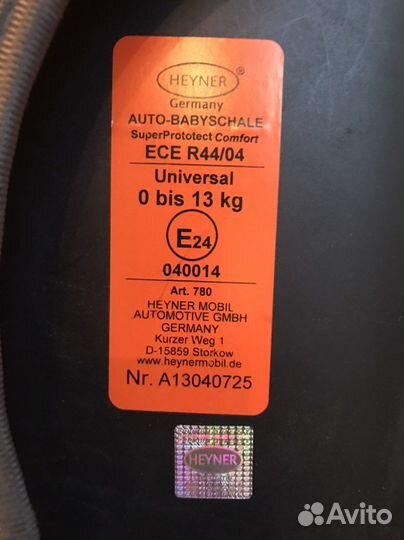 HEYNER®
Germany
AUTO-BABYSCHALE
SuperPrototect Comfort
ECE R44/04
Universal
0 bis 13 kg
E24
040014
Art. 780
HEYNER MOBIL
AUTOMOTIVE GMBH
GERMANY
Kurzer Weg 1
D-15859 Storkow
www.heynermobil.de
Nr. A13040725
HEYNER
Avito